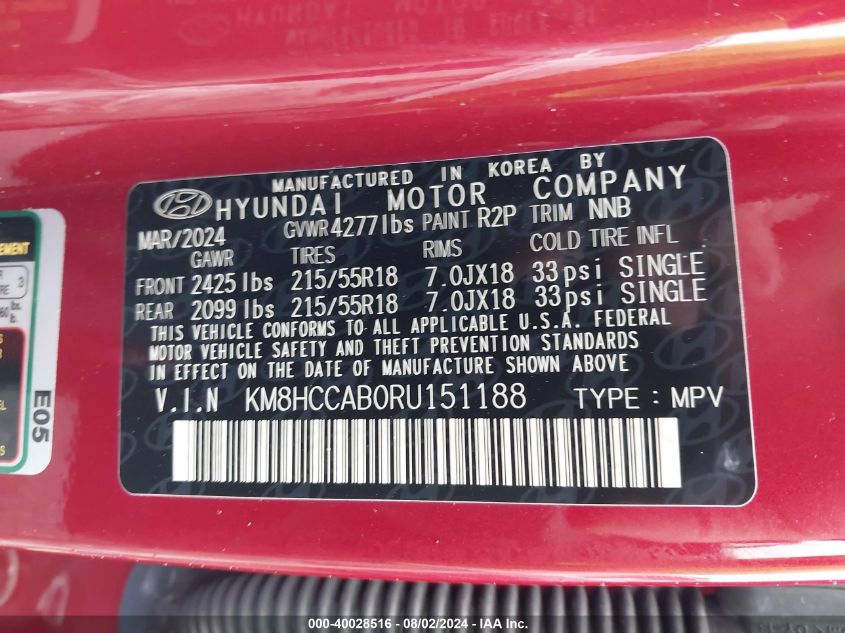 MANUFACTURED IN KOREA BY
HYUNDAI MOTOR COMPANY
MAR/2024 GVWR 4277lbs PAINT R2P TRIM NNB
GAWR TIRES RIMS COLD TIRE INFL
FRONT 2425 lbs 215/55R18 7.0JX18 33psi SINGLE
REAR 2099 lbs 215/55R18 7.0JX18 33psi SINGLE
THIS VEHICLE CONFORMS TO ALL APPLICABLE U.S.A. FEDERAL
MOTOR VEHICLE SAFETY AND THEFT PREVENTION STANDARDS
IN EFFECT ON THE DATE OF MANUFACTURE SHOWN ABOVE
V.I.N KM8HCCAB0RU151188 TYPE : MPV
E05
3
000-40028516 - 08/02/2024 - IAA Inc.